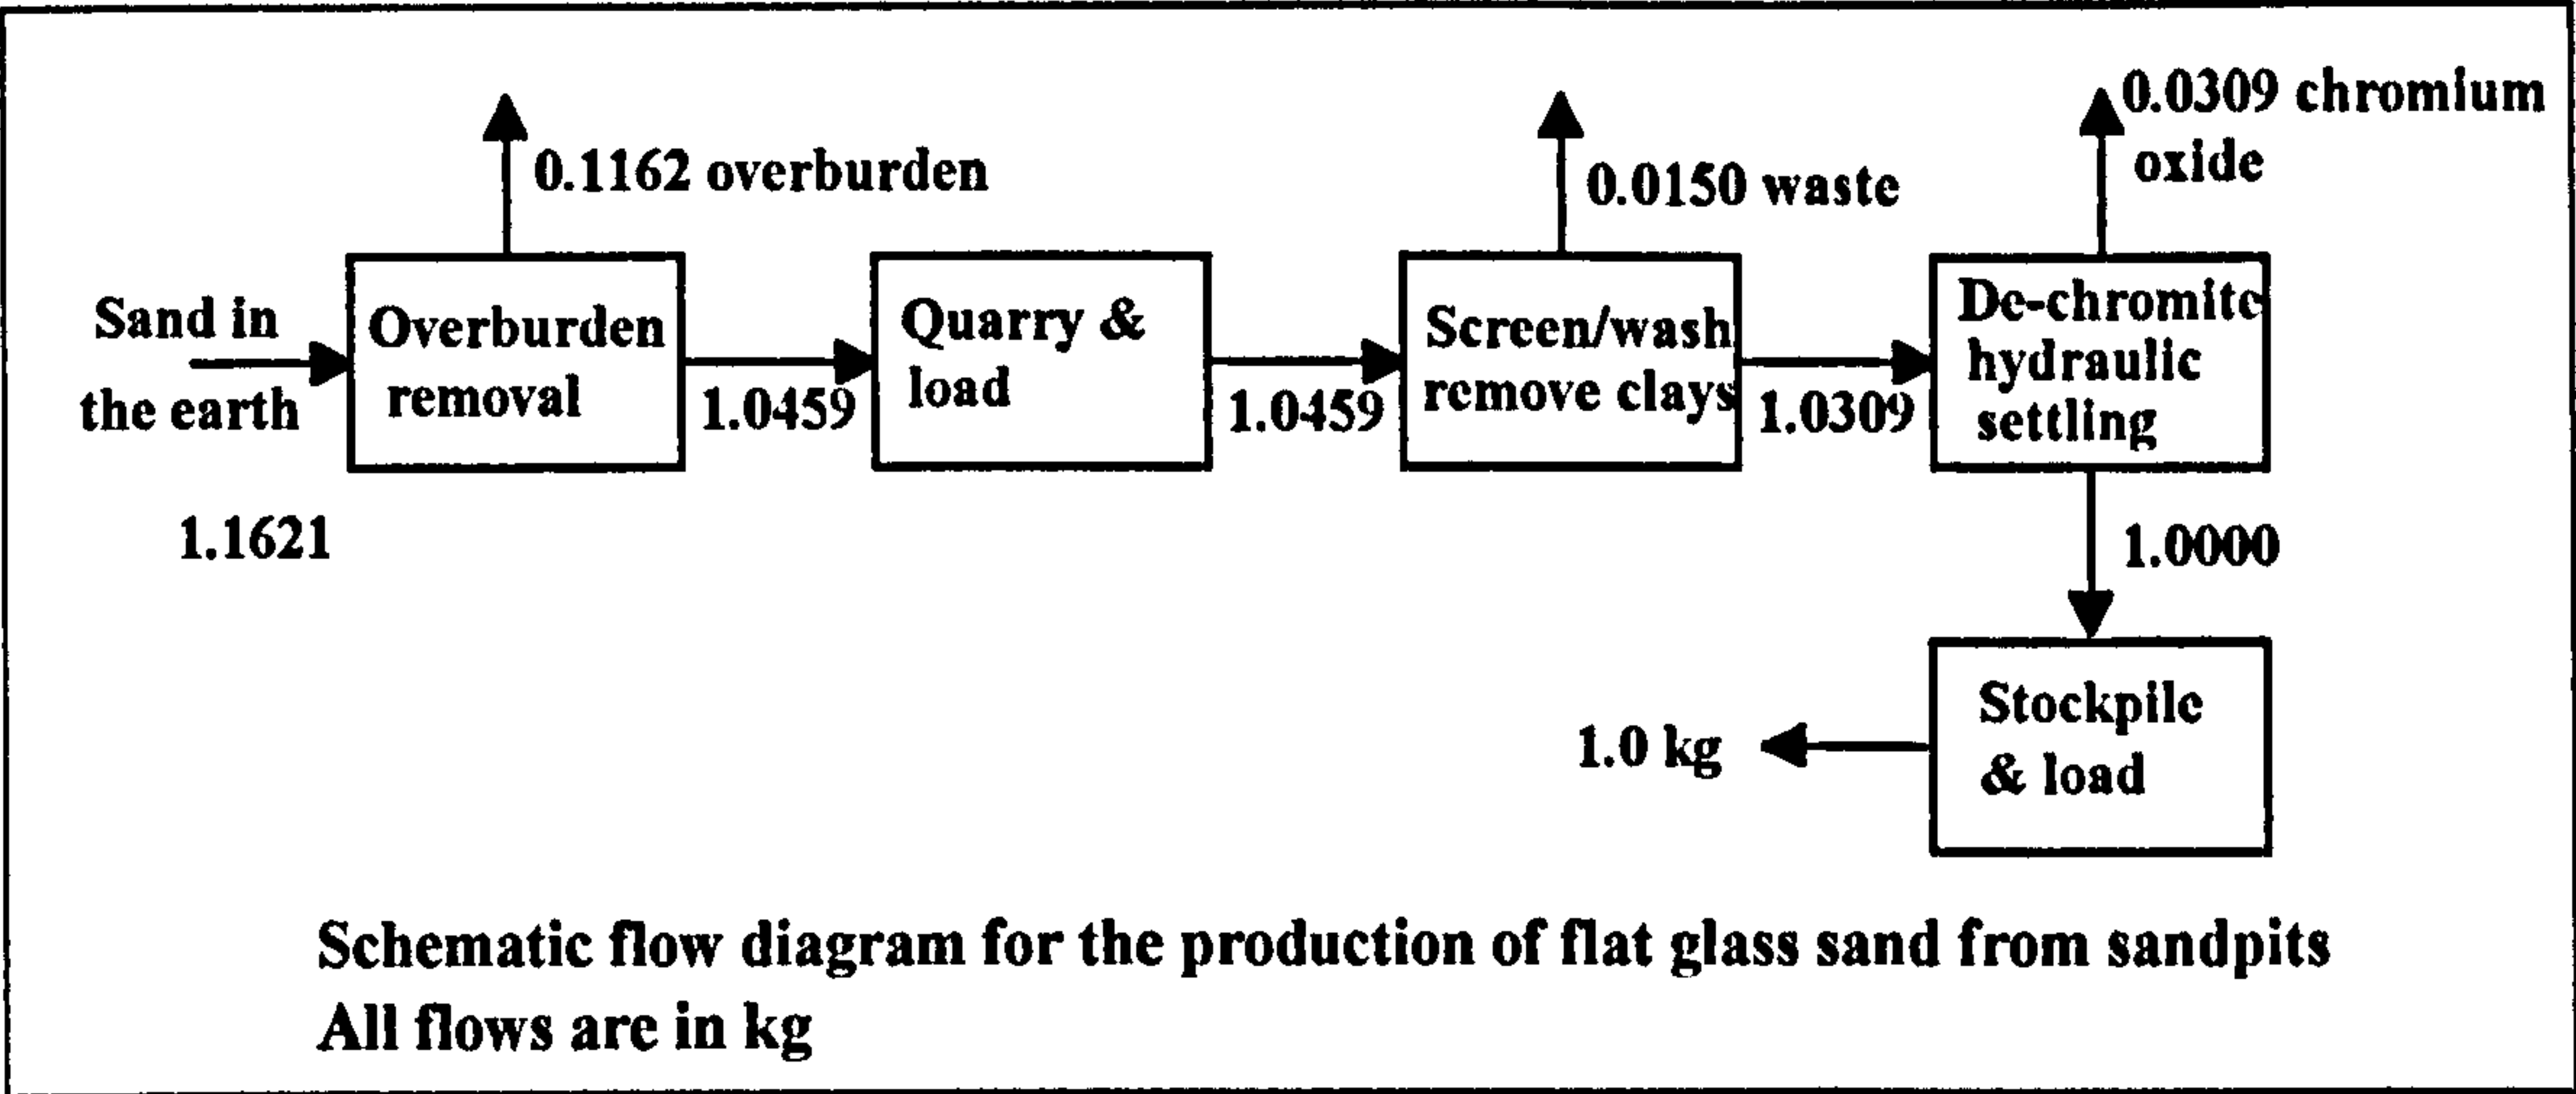 0.1162 overburden
0.0150 waste
0.0309 chromium
oxide
Sand in
the earth
1.1621
Overburden
removal
1.0459
Quarry &
load
1.0459
Screen/wash
remove clays
1.0309
De-chromite
hydraulic
settling
1.0000
Stockpile
& load
1.0 kg
Schematic flow diagram for the production of flat glass sand from sandpits
All flows are in kg